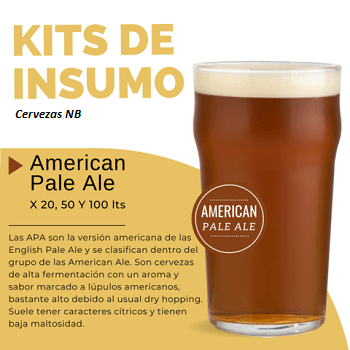 KITS DE
INSUMO
Cervezas NB
American
Pale Ale
X 20, 50 Y 100 lts
AMERICAN
PALE ALE
Las APA son la versión americana de las
English Pale Ale y se clasifican dentro del
grupo de las American Ale. Son cervezas
de alta fermentación con un aroma y
sabor marcado a lúpulos americanos,
bastante alto debido al usual dry hopping.
Suele tener caracteres cítricos y tienen
baja maltosidad.